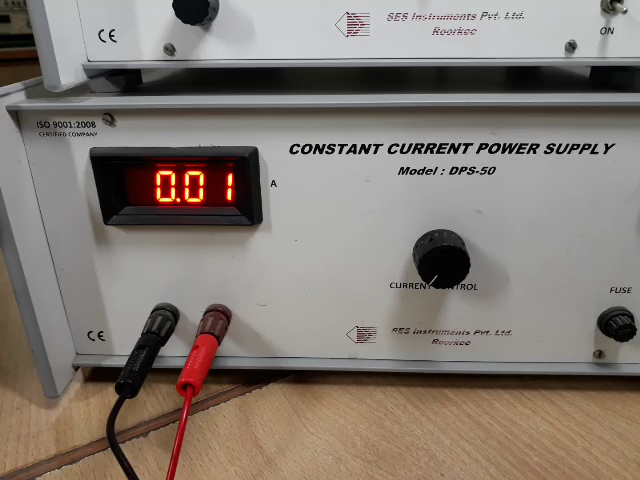 CE
SES Instruments Pvt. Ltd.
Roorkee
ON
ISO 9001:2008
CERTIFIED COMPANY
CONSTANT CURRENT POWER SUPPLY
Model : DPS-50
0.01
A
CURRENT CONTROL
FUSE
CE
SES Instruments Pvt. Ltd.
Roorkee